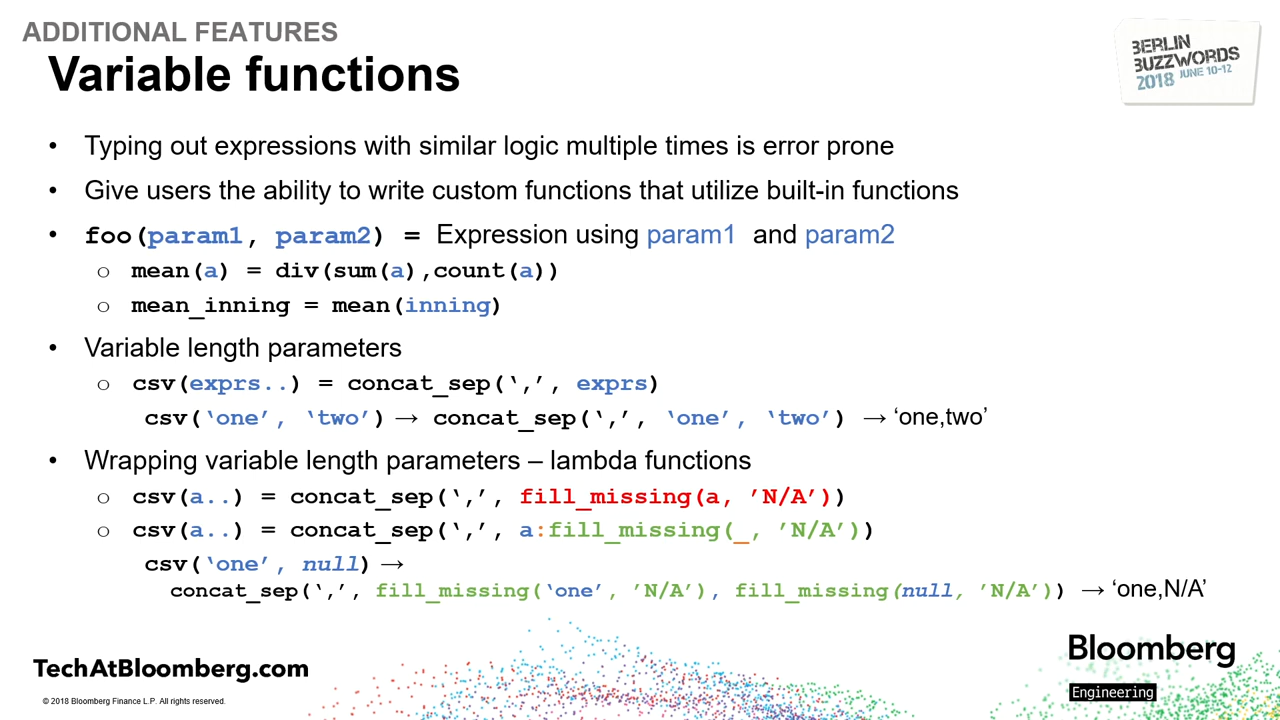 ADDITIONAL FEATURES
Variable functions
BERLIN
BUZZWORDS
2018 JUNE 10-12
• Typing out expressions with similar logic multiple times is error prone
• Give users the ability to write custom functions that utilize built-in functions
• foo(param1, param2) = Expression using param1 and param2
○ mean(a) = div(sum(a),count(a))
○ mean_inning = mean(inning)
• Variable length parameters
○ csv(exprs..) = concat_sep(‘,’, exprs)
csv(‘one’, ‘two’) → concat_sep(‘,’, ‘one’, ‘two’) → ‘one,two’
• Wrapping variable length parameters – lambda functions
○ csv(a..) = concat_sep(‘,’, fill_missing(a, ’N/A’))
○ csv(a..) = concat_sep(‘,’, a:fill_missing(_, ’N/A’))
csv(‘one’, null) →
concat_sep(‘,’, fill_missing(‘one’, ’N/A’), fill_missing(null, ’N/A’)) → ‘one,N/A’
TechAtBloomberg.com
© 2018 Bloomberg Finance L.P. All rights reserved.
Bloomberg
Engineering